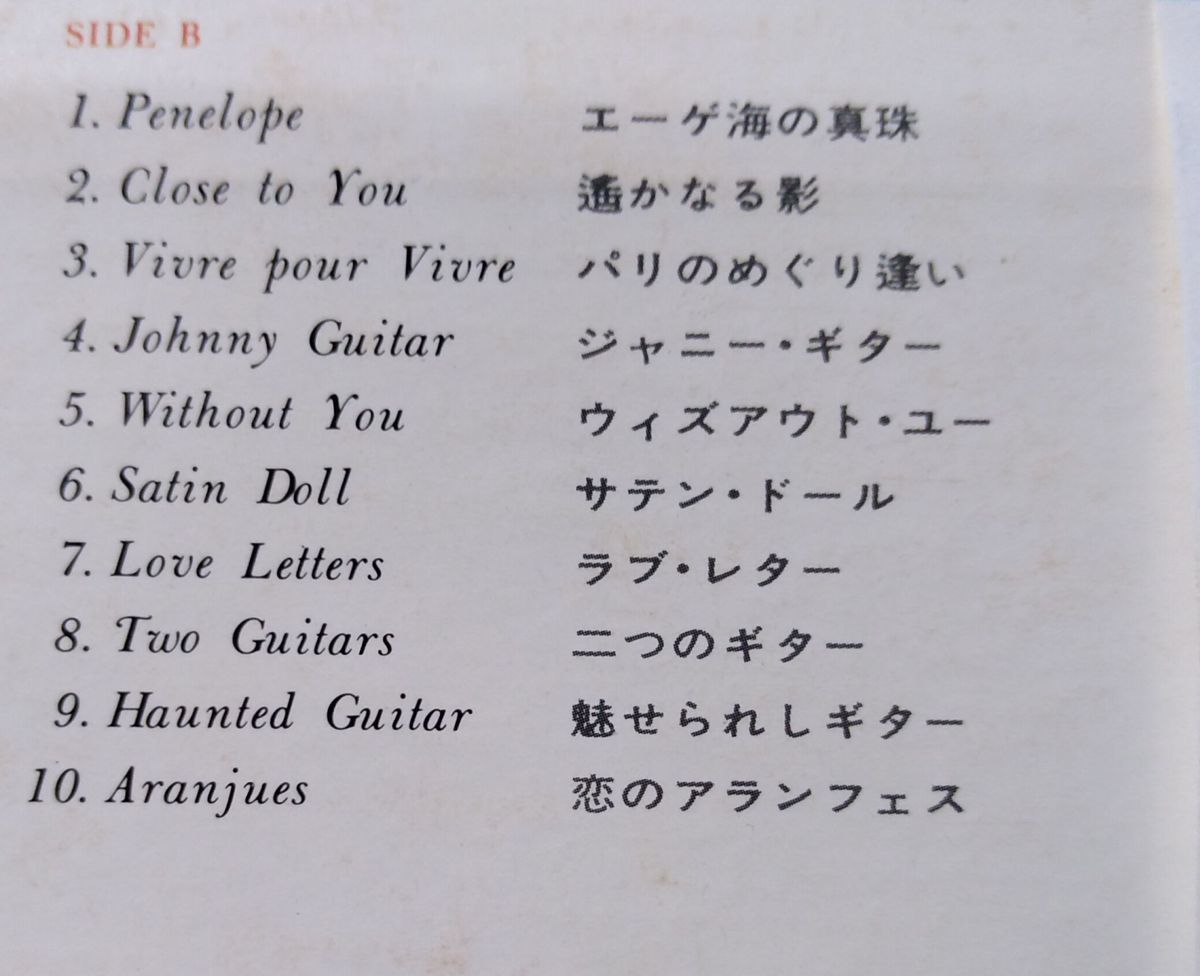 SIDE B
1. Penelope エーゲ海の真珠
2. Close to You 遙かなる影
3. Vivre pour Vivre パリのめぐり逢い
4. Johnny Guitar ジャニー・ギター
5. Without You ウィズアウト・ユー
6. Satin Doll サテン・ドール
7. Love Letters ラブ・レター
8. Two Guitars 二つのギター
9. Haunted Guitar 魅せられしギター
10. Aranjues 恋のアランフェス